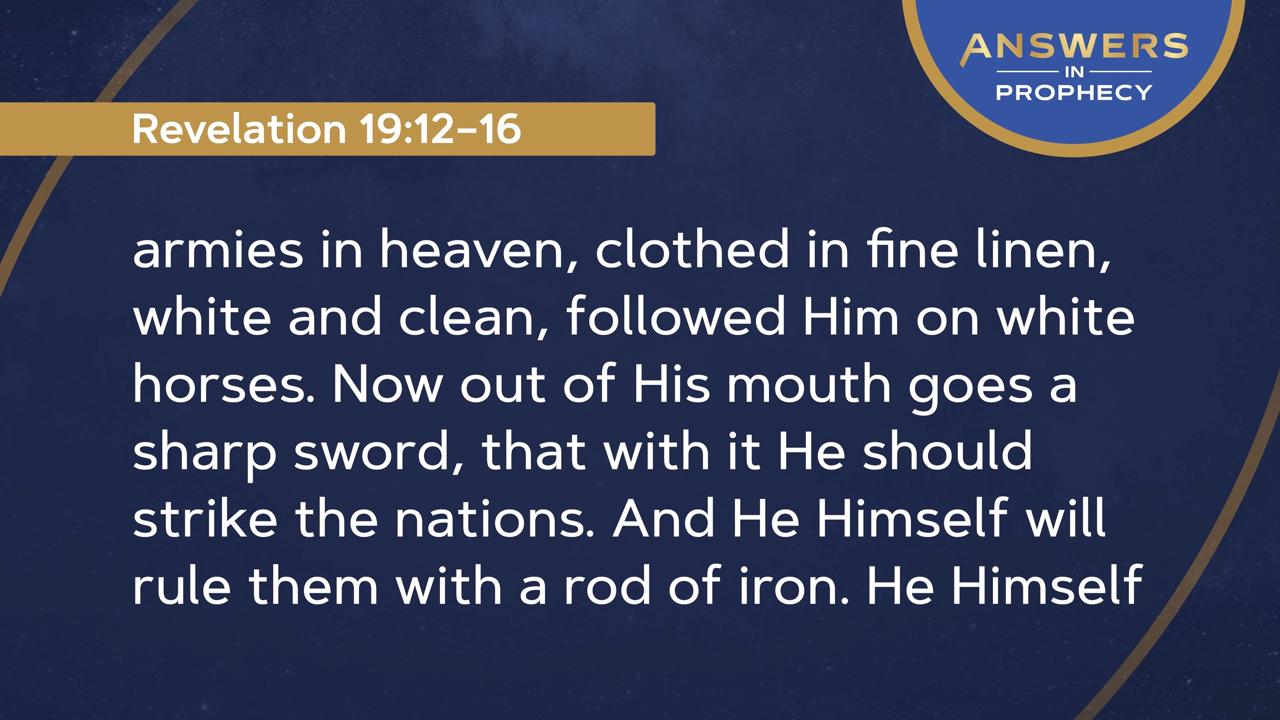 ANSWERS
IN
PROPHECY
Revelation 19:12–16
armies in heaven, clothed in fine linen,
white and clean, followed Him on white
horses. Now out of His mouth goes a
sharp sword, that with it He should
strike the nations. And He Himself will
rule them with a rod of iron. He Himself